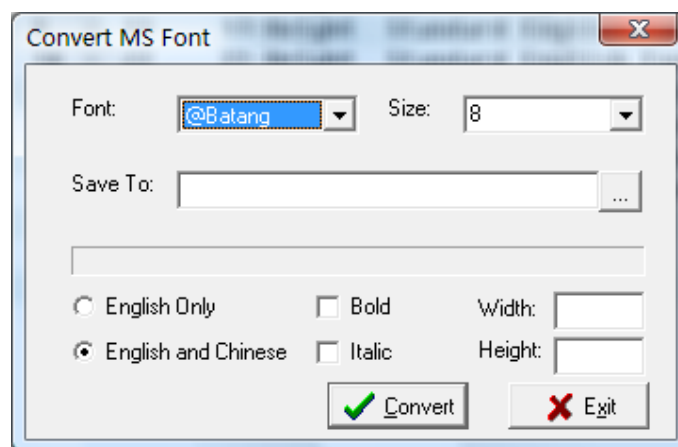 Convert MS Font
Font: @Batang Size: 8
Save To: ...
English Only Bold Width:
English and Chinese Italic Height:
Convert Exit